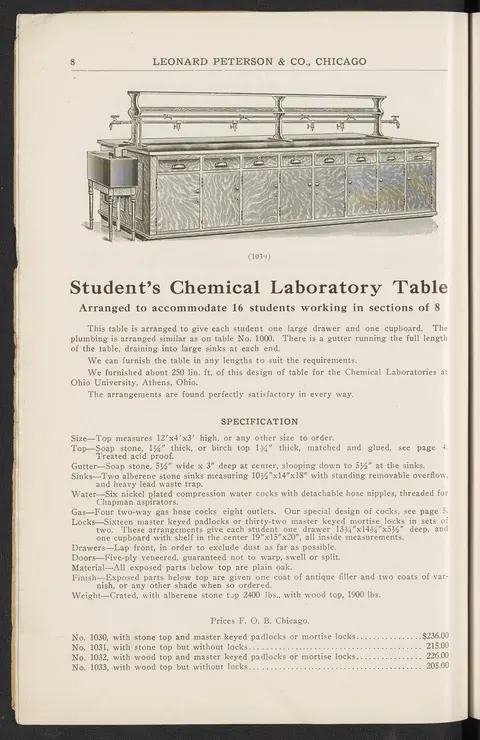 8
LEONARD PETERSON & CO., CHICAGO
Student's Chemical Laboratory Table
Arranged to accommodate 16 students working in sections of 8
This table is arranged to give each student one large drawer and one cupboard. The
plumbing is arranged similar as on table No. 1000. There is a gutter running the full length
of the table, draining into large sinks at each end.
We can furnish the table in any lengths to suit the requirements.
We furnished about 250 lin. ft. of this design of table for the Chemical Laboratories at
Ohio University, Athens, Ohio.
The arrangements are found perfectly satisfactory in every way.
SPECIFICATION
Size—Top measures 12'x4'x3' high, or any other size to order.
Top—Soap stone, 1½" thick, or birch top 1¾" thick, matched and glued, see page 4.
Treated acid proof.
Gutter—Soap stone, 5½" wide x 3" deep at center, slooping down to 5½" at the sinks.
Sinks—Two alberene stone sinks measuring 10½"x14"x18" with standing removable overflow,
and heavy lead waste trap.
Water—Six nickel plated compression water cocks with detachable hose nipples, threaded for
Chapman aspirators.
Gas—Four two-way gas hose cocks eight outlets. Our special design of cocks, see page 5.
Locks—Sixteen master keyed padlocks or thirty-two master keyed mortise locks in sets of
two. These arrangements give each student one drawer 13¾"x14¾"x5¾" deep, and
one cupboard with shelf in the center 19"x15"x20", all inside measurements.
Drawers—Lap front, in order to exclude dust as far as possible.
Doors—Five-ply veneered, guaranteed not to warp, swell or split.
Material—All exposed parts below top are plain oak.
Finish—Exposed parts below top are given one coat of antique filler and two coats of var-
nish, or any other shade when so ordered.
Weight—Crated, with alberene stone top 2400 lbs., with wood top, 1900 lbs.
Prices F. O. B. Chicago.
No. 1030, with stone top and master keyed padlocks or mortise locks................$236.00
No. 1031, with stone top but without locks.......................................... 215.00
No. 1032, with wood top and master keyed padlocks or mortise locks................ 226.00
No. 1033, with wood top but without locks.......................................... 205.00